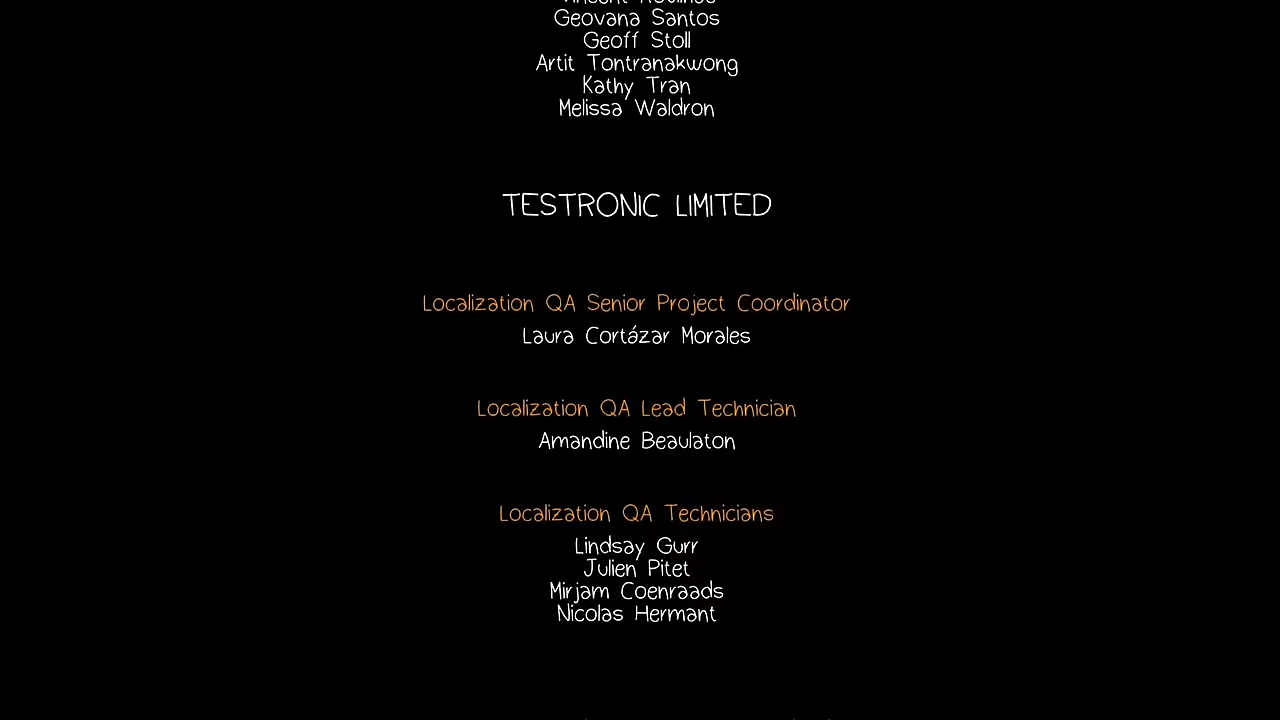 Geovana Santos
Geoff Stoll
Artit Tontranakwong
Kathy Tran
Melissa Waldron
TESTRONIC LIMITED
Localization QA Senior Project Coordinator
Laura Cortázar Morales
Localization QA Lead Technician
Amandine Beaulaton
Localization QA Technicians
Lindsay Gurr
Julien Pitet
Mirjam Coenraads
Nicolas Hermant